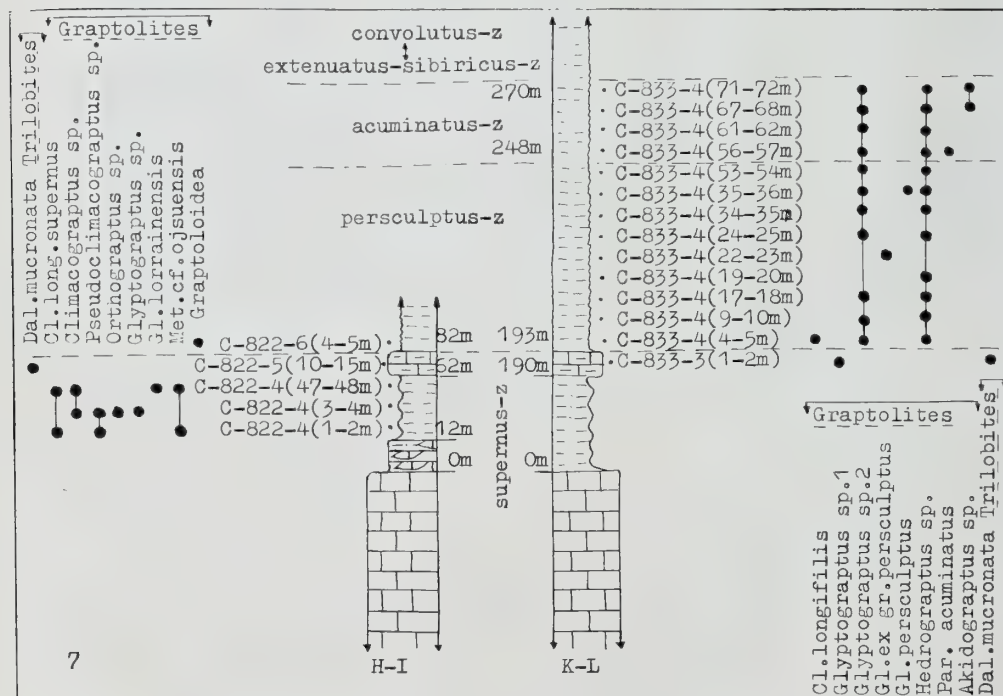 Graptolites
Dal.mucronata Trilobites
Cl.long.supernus
Climacograptus sp.
Pseudoclimacograptus sp.
Orthograptus sp.
Glyptograptus sp.
Gl.lorrainensis
Met.cf.ojsuensis
Graptoloidea
convolutus-z
extenuatus-sibiricus-z
270m
acuminatus-z
248m
persculptus-z
C-833-4(71-72m)
C-833-4(67-68m)
C-833-4(61-62m)
C-833-4(56-57m)
C-833-4(53-54m)
C-833-4(35-36m)
C-833-4(34-35m)
C-833-4(24-25m)
C-833-4(22-23m)
C-833-4(19-20m)
C-833-4(17-18m)
C-833-4(9-10m)
C-833-4(4-5m)
C-833-3(1-2m)
C-822-6(4-5m)
C-822-5(10-15m)
C-822-4(47-48m)
C-822-4(3-4m)
C-822-4(1-2m)
82m
62m
12m
0m
supernus-z
193m
190m
0m
Graptolites
Cl.longifilis
Glyptograptus sp.1
Glyptograptus sp.2
Gl.ex gr.persculptus
Gl.persculptus
Hedrograptus sp.
Par. acuminatus
Akidograptus sp.
Dal.mucronata Trilobites
7
H-I
K-L